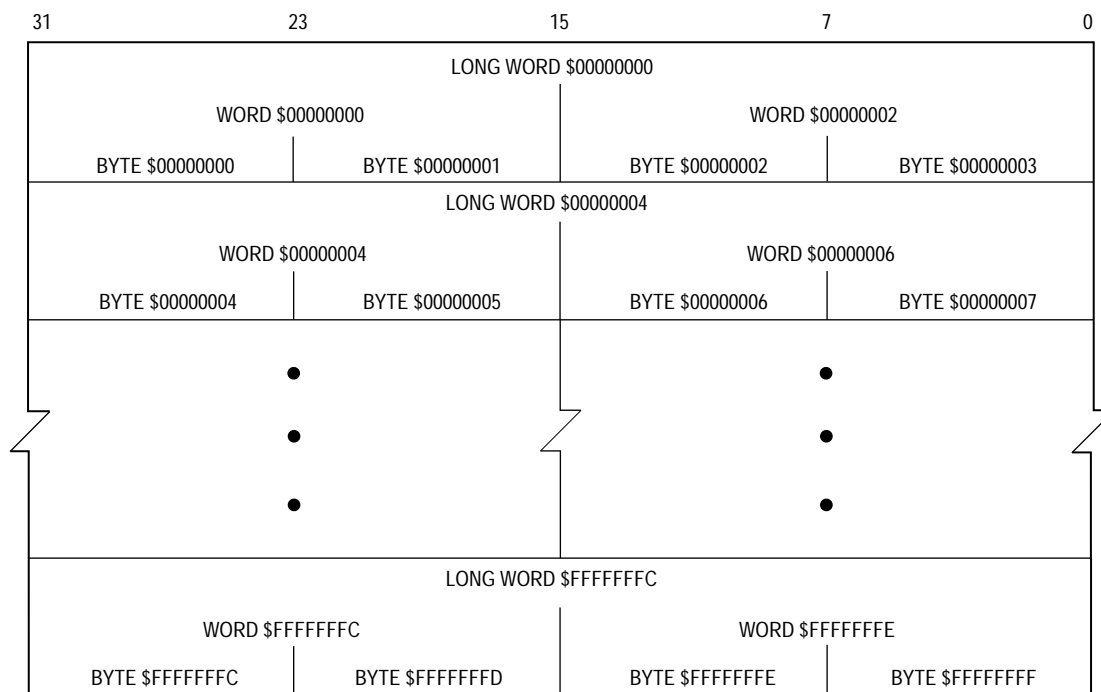 31 23 15 7 0
LONG WORD $00000000
WORD $00000000 WORD $00000002
BYTE $00000000 BYTE $00000001 BYTE $00000002 BYTE $00000003
LONG WORD $00000004
WORD $00000004 WORD $00000006
BYTE $00000004 BYTE $00000005 BYTE $00000006 BYTE $00000007
LONG WORD $FFFFFFFC
WORD $FFFFFFFC WORD $FFFFFFFE
BYTE $FFFFFFFC BYTE $FFFFFFFD BYTE $FFFFFFFE BYTE $FFFFFFFF